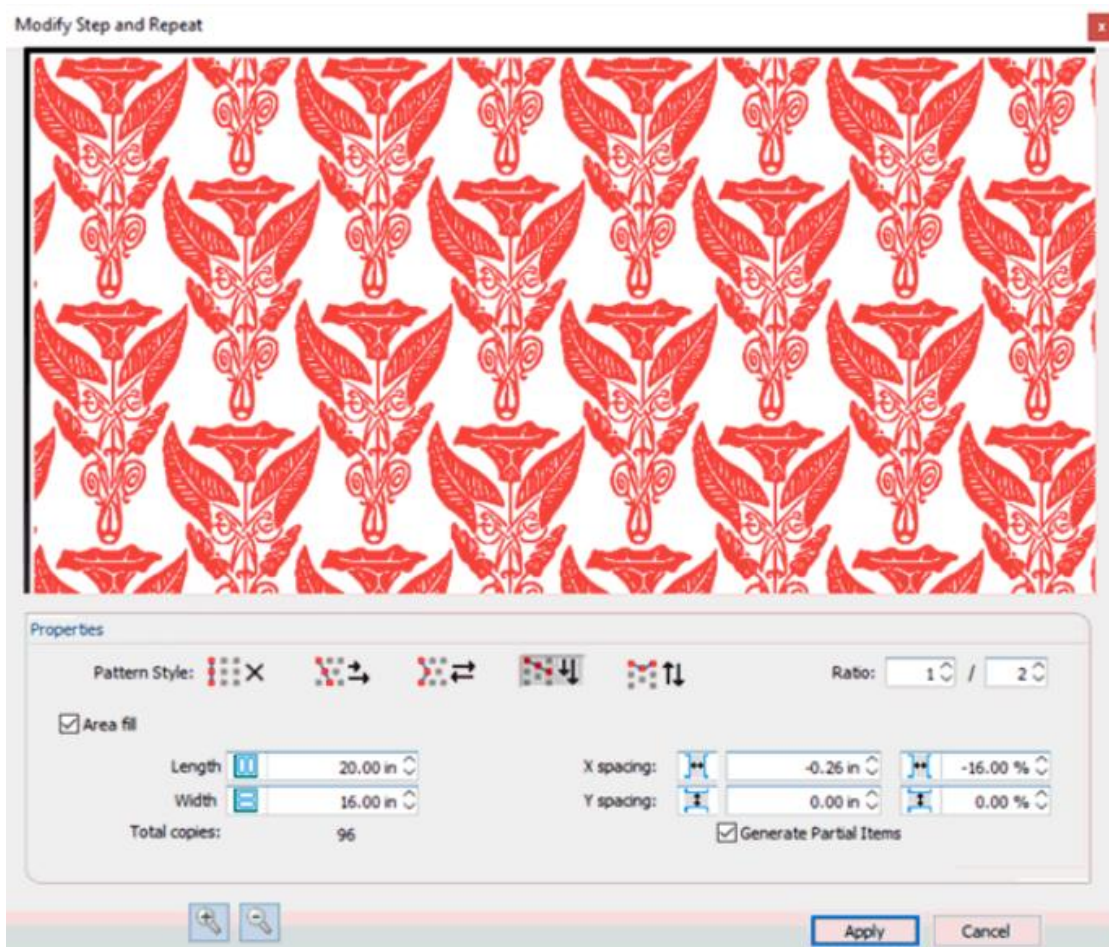 Modify Step and Repeat
x
Properties
Pattern Style:
Ratio: 1 / 2
Area fill
Length 20.00 in X spacing: -0.26 in -16.00 %
Width 16.00 in Y spacing: 0.00 in 0.00 %
Total copies: 96 Generate Partial Items
Apply Cancel